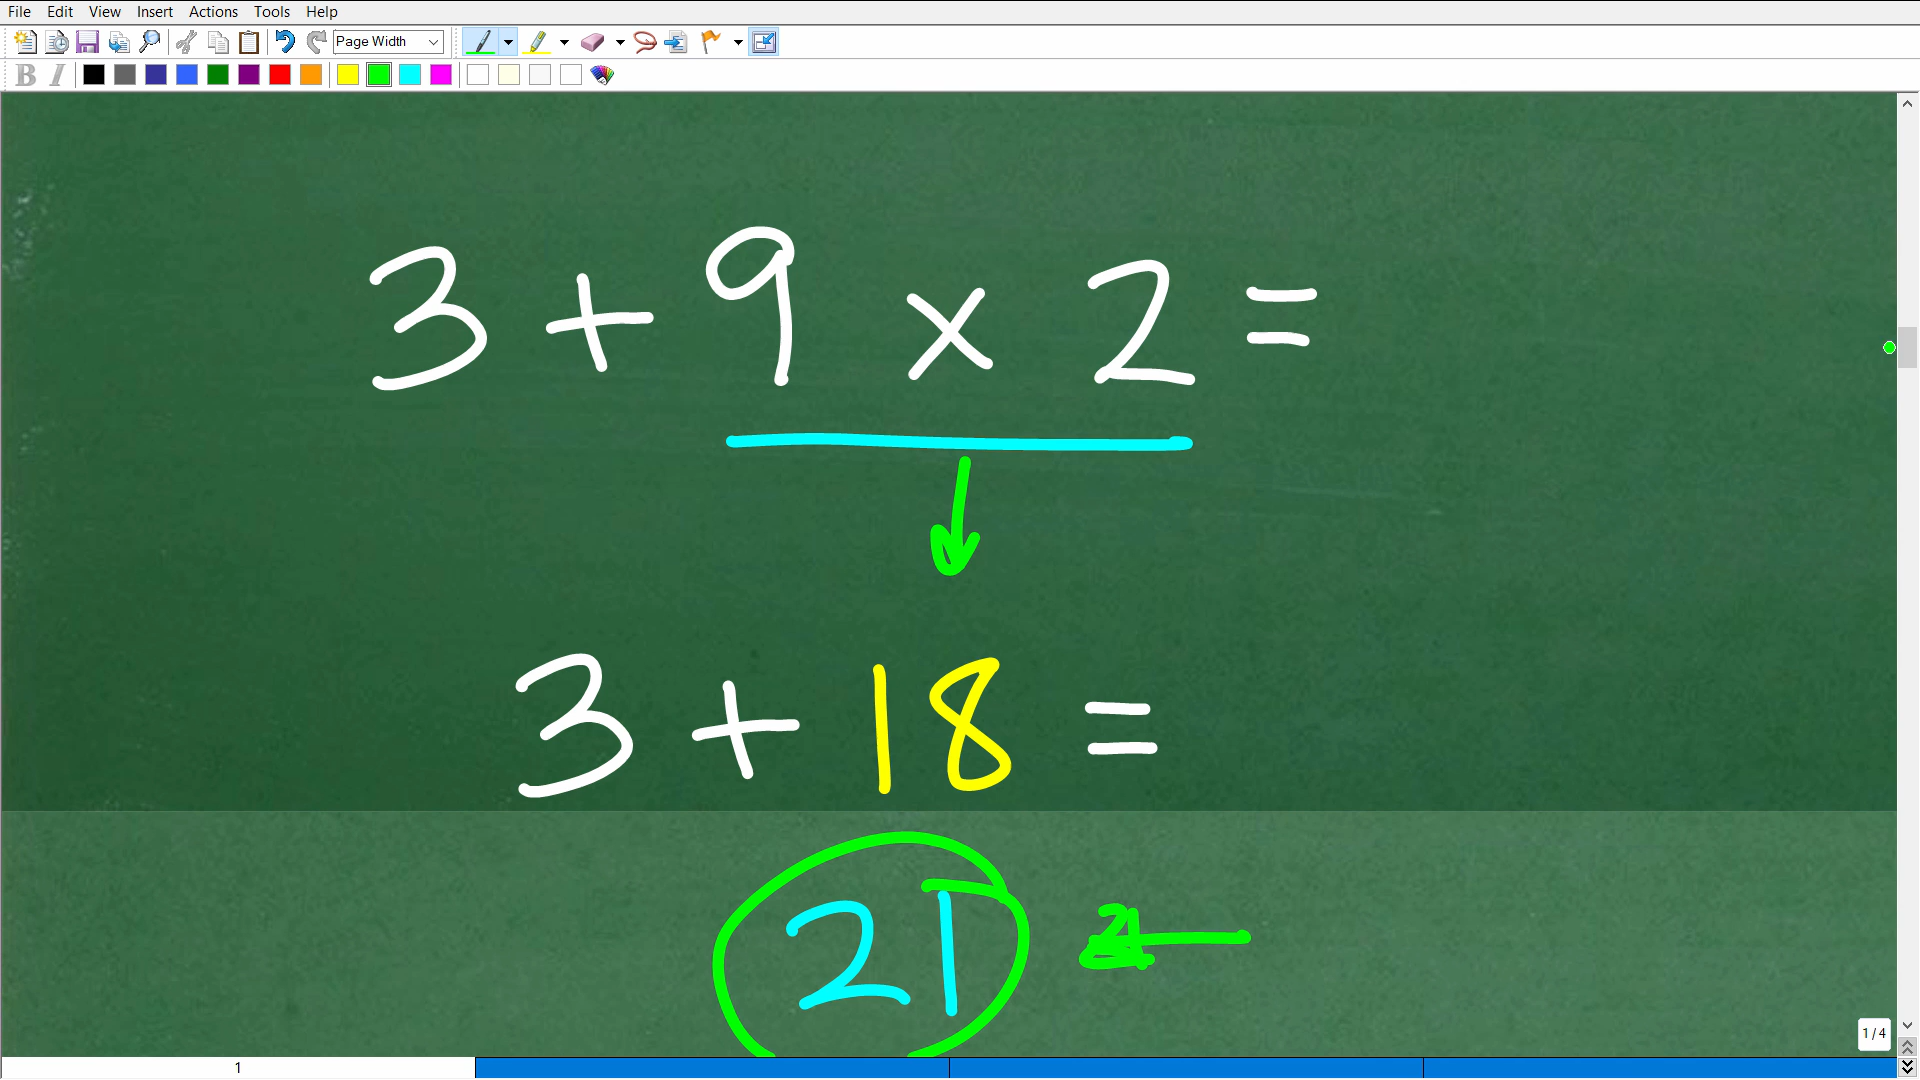 File Edit View Insert Actions Tools Help
Page Width
B I
3 + 9 x 2 =
3 + 18 =
21
1 / 4
1